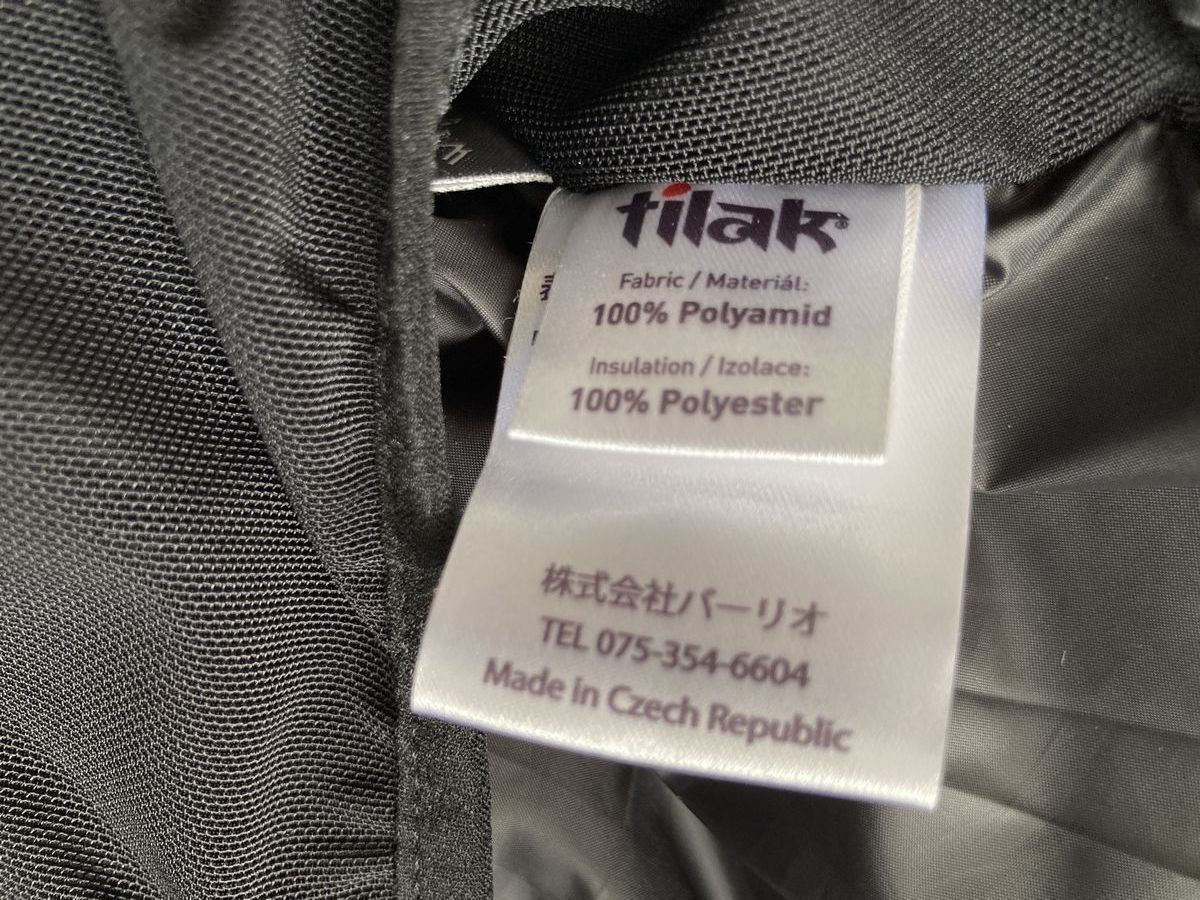 tilak®
Fabric / Materiál:
100% Polyamid
Insulation / Izolace:
100% Polyester
株式会社バーリオ
TEL 075-354-6604
Made in Czech Republic